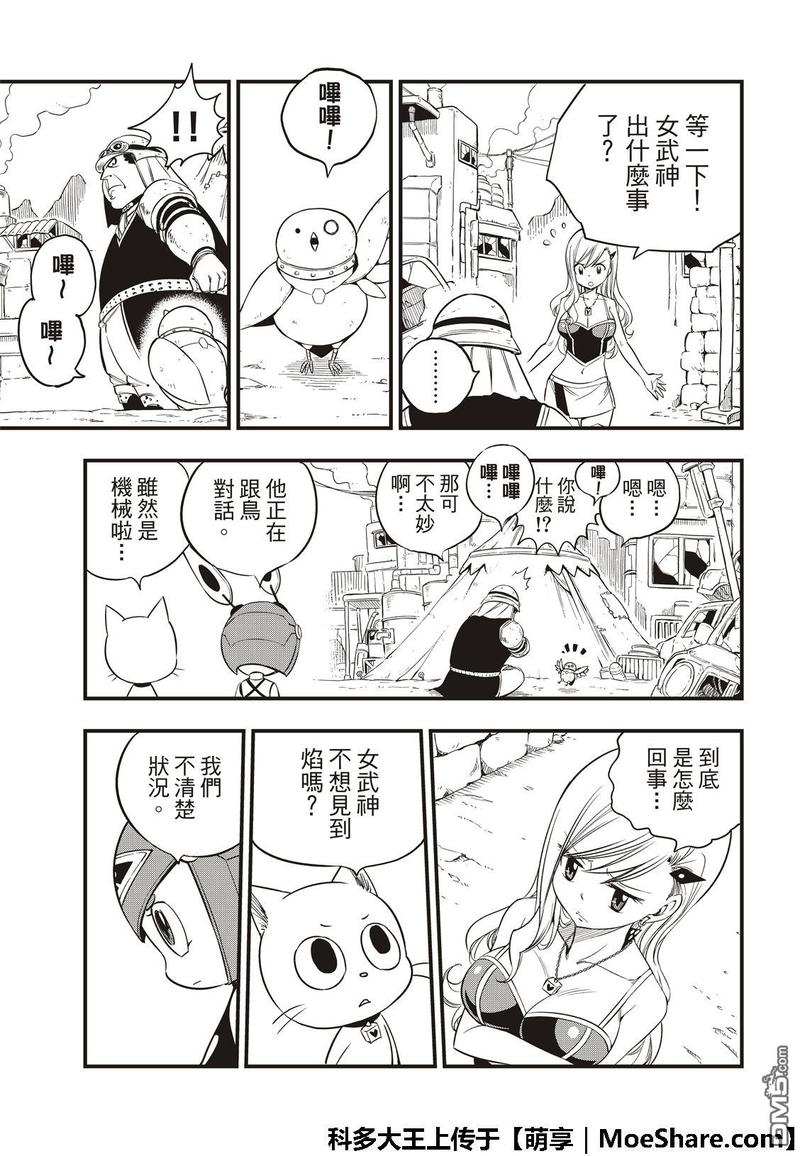 等一下！
女武神
出什麼事
了？
……
嗶嗶！
!!
嗶～
嗶～
嗯…
嗯…
嗶！
你說
什麼!?
嗶嗶
嗶…
那可
不太妙
啊…
他正在
跟鳥
對話。
雖然是
機械啦…
到底
是怎麼
回事…
女武神
不想見到
焰嗎？
我們
不清楚
狀況。
科多大王上传于【萌享｜MoeShare.com】
DM5.com